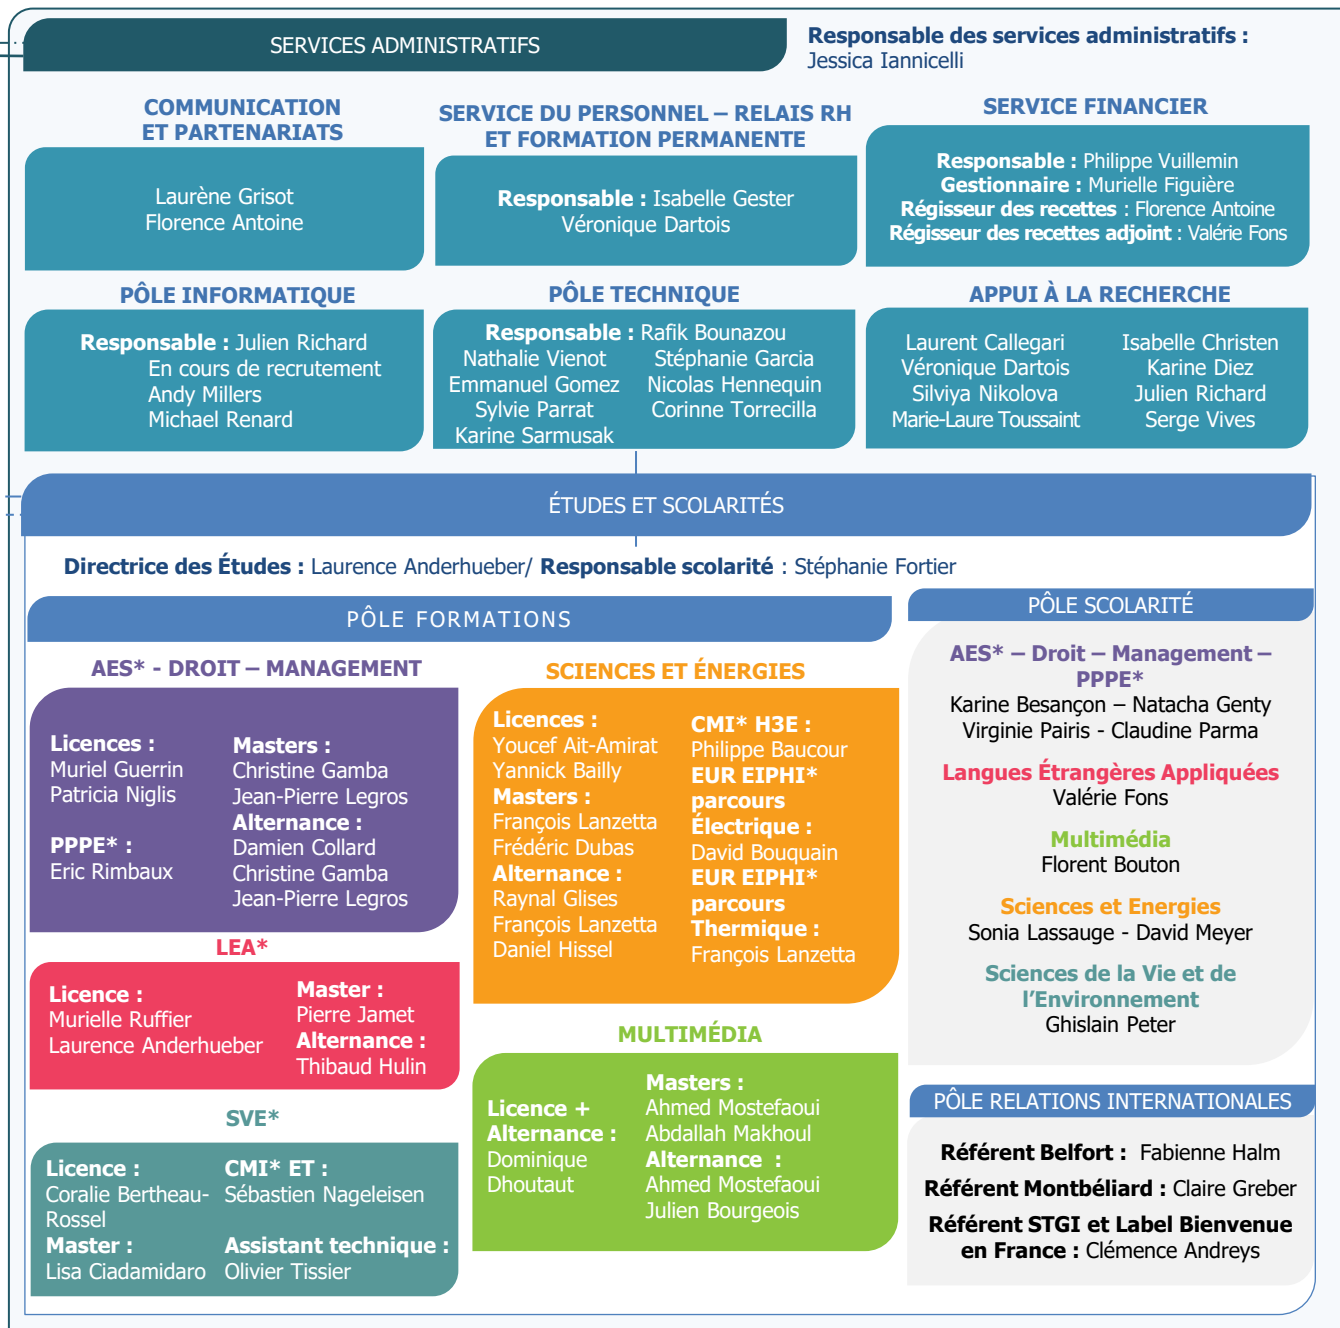 SERVICES ADMINISTRATIFS
Responsable des services administratifs :
Jessica Iannicelli
COMMUNICATION
ET PARTENARIATS
Laurène Grisot
Florence Antoine
SERVICE DU PERSONNEL – RELAIS RH
ET FORMATION PERMANENTE
Responsable : Isabelle Gester
Véronique Dartois
SERVICE FINANCIER
Responsable : Philippe Vuillemin
Gestionnaire : Murielle Figuière
Régisseur des recettes : Florence Antoine
Régisseur des recettes adjoint : Valérie Fons
PÔLE INFORMATIQUE
Responsable : Julien Richard
En cours de recrutement
Andy Millers
Michael Renard
PÔLE TECHNIQUE
Responsable : Rafik Bounazou
Nathalie Vienot
Emmanuel Gomez
Sylvie Parrat
Karine Sarmusak
Stéphanie Garcia
Nicolas Hennequin
Corinne Torrecilla
APPUI À LA RECHERCHE
Laurent Callegari
Véronique Dartois
Silviya Nikolova
Marie-Laure Toussaint
Isabelle Christen
Karine Diez
Julien Richard
Serge Vives
ÉTUDES ET SCOLARITÉS
Directrice des Études : Laurence Anderhueber/ Responsable scolarité : Stéphanie Fortier
PÔLE FORMATIONS
AES* - DROIT – MANAGEMENT
Licences :
Muriel Guerrin
Patricia Niglis
PPPE* :
Eric Rimbaux
Masters :
Christine Gamba
Jean-Pierre Legros
Alternance :
Damien Collard
Christine Gamba
Jean-Pierre Legros
LEA*
Licence :
Murielle Ruffier
Laurence Anderhueber
Master :
Pierre Jamet
Alternance :
Thibaud Hulin
SVE*
Licence :
Coralie Bertheau-
Rossel
Master :
Lisa Ciadamidaro
CMI* ET :
Sébastien Nageleisen
Assistant technique :
Olivier Tissier
SCIENCES ET ÉNERGIES
Licences :
Youcef Ait-Amirat
Yannick Bailly
Masters :
François Lanzetta
Frédéric Dubas
Alternance :
Raynal Glises
François Lanzetta
Daniel Hissel
CMI* H3E :
Philippe Baucour
EUR EIPHI*
parcours
Électrique :
David Bouquain
EUR EIPHI*
parcours
Thermique :
François Lanzetta
MULTIMÉDIA
Licence +
Alternance :
Dominique
Dhoutaut
Masters :
Ahmed Mostefaoui
Abdallah Makhoul
Alternance :
Ahmed Mostefaoui
Julien Bourgeois
PÔLE SCOLARITÉ
AES* – Droit – Management –
PPPE*
Karine Besançon – Natacha Genty
Virginie Pairis - Claudine Parma
Langues Étrangères Appliquées
Valérie Fons
Multimédia
Florent Bouton
Sciences et Energies
Sonia Lassauge - David Meyer
Sciences de la Vie et de
l'Environnement
Ghislain Peter
PÔLE RELATIONS INTERNATIONALES
Référent Belfort : Fabienne Halm
Référent Montbéliard : Claire Greber
Référent STGI et Label Bienvenue
en France : Clémence Andreys